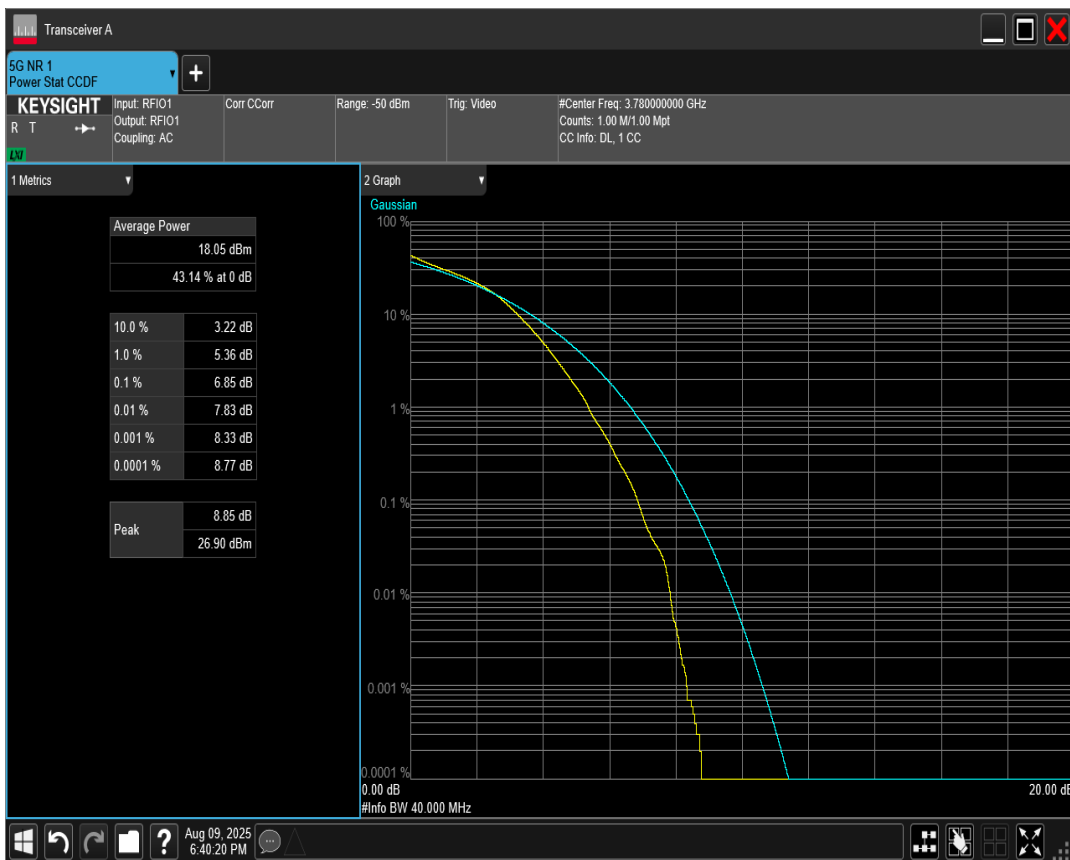 Transceiver A
5G NR 1
Power Stat CCDF
+
KEYSIGHT
R T
LXI
Input: RFIO1
Output: RFIO1
Coupling: AC
Corr CCorr
Range: -50 dBm
Trig: Video
#Center Freq: 3.780000000 GHz
Counts: 1.00 M/1.00 Mpt
CC Info: DL, 1 CC
1 Metrics
Average Power
18.05 dBm
43.14 % at 0 dB
10.0 % 3.22 dB
1.0 % 5.36 dB
0.1 % 6.85 dB
0.01 % 7.83 dB
0.001 % 8.33 dB
0.0001 % 8.77 dB
Peak
8.85 dB
26.90 dBm
2 Graph
Gaussian
100 %
10 %
1 %
0.1 %
0.01 %
0.001 %
0.0001 %
0.00 dB 20.00 dB
#Info BW 40.000 MHz
?
Aug 09, 2025
6:40:20 PM